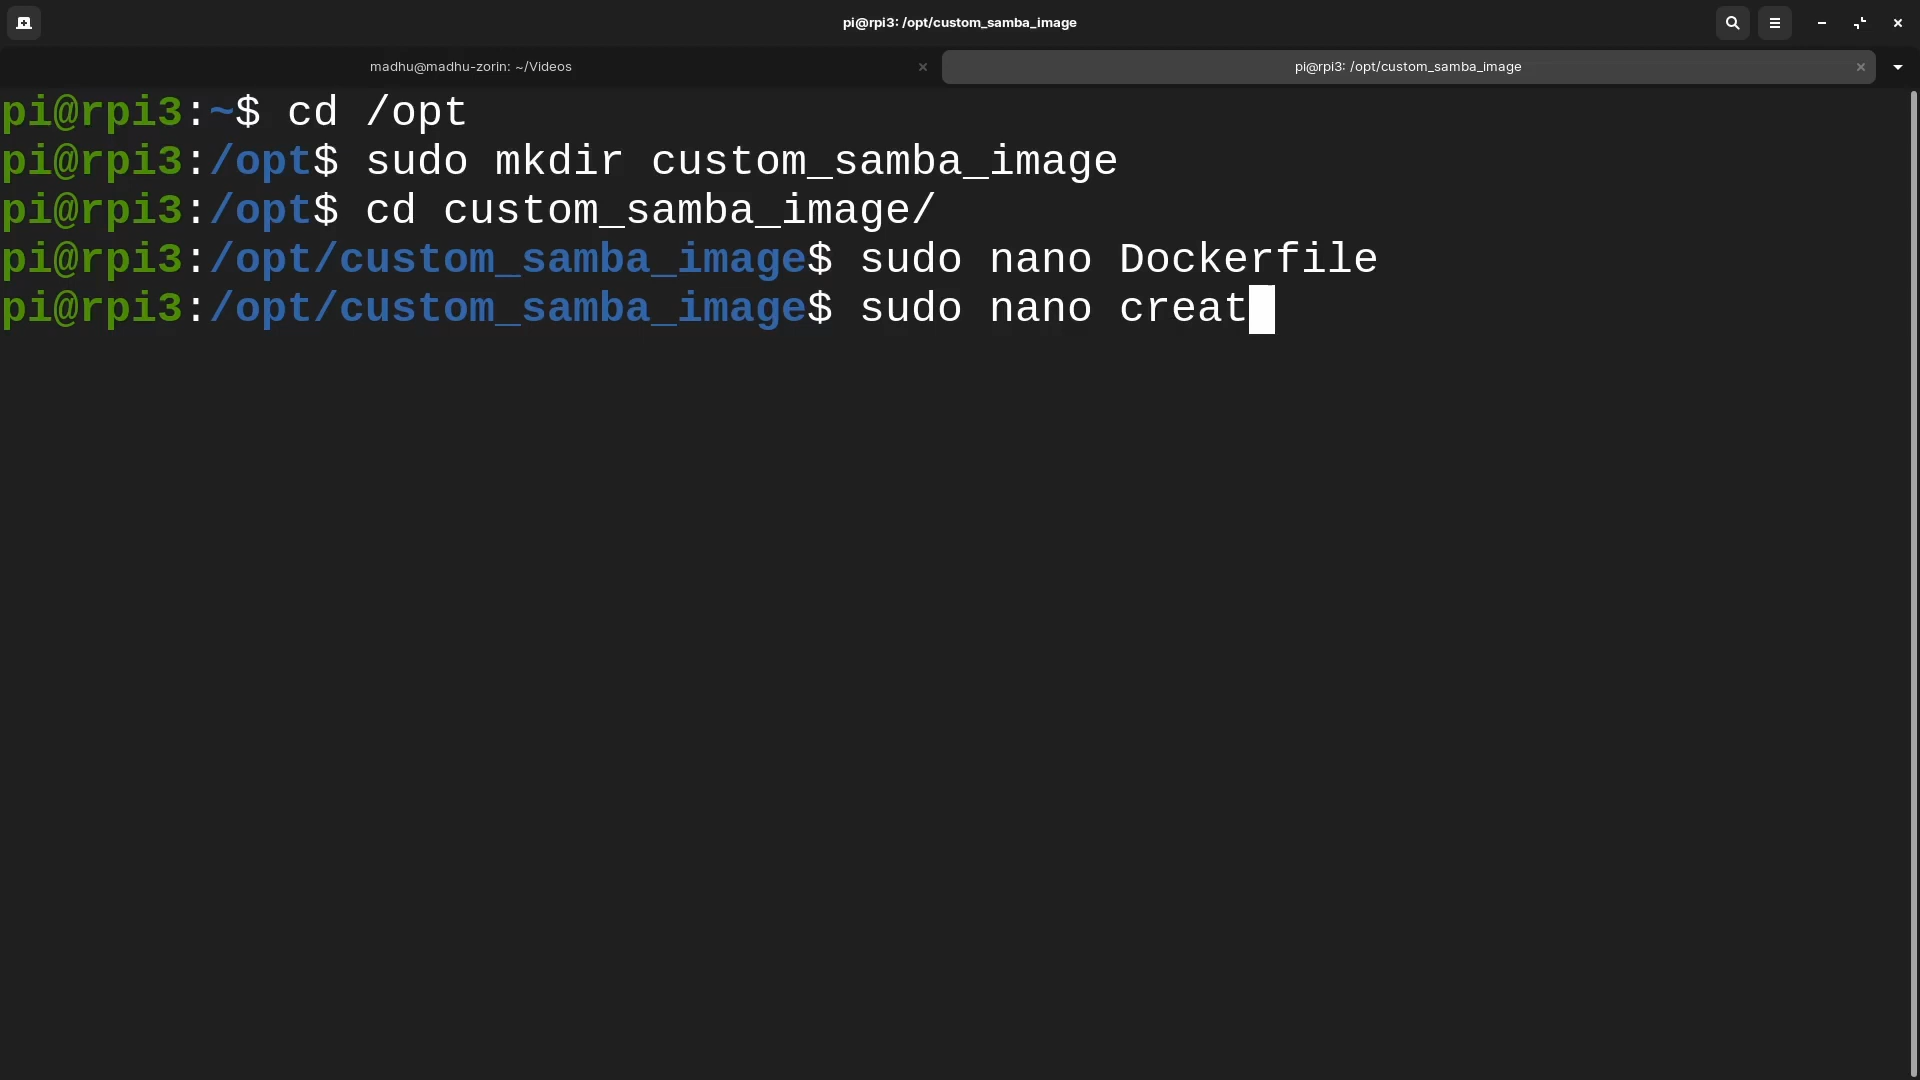 pi@rpi3: /opt/custom_samba_image
madhu@madhu-zorin: ~/Videos
pi@rpi3: /opt/custom_samba_image
pi@rpi3:~$ cd /opt
pi@rpi3:/opt$ sudo mkdir custom_samba_image
pi@rpi3:/opt$ cd custom_samba_image/
pi@rpi3:/opt/custom_samba_image$ sudo nano Dockerfile
pi@rpi3:/opt/custom_samba_image$ sudo nano creat